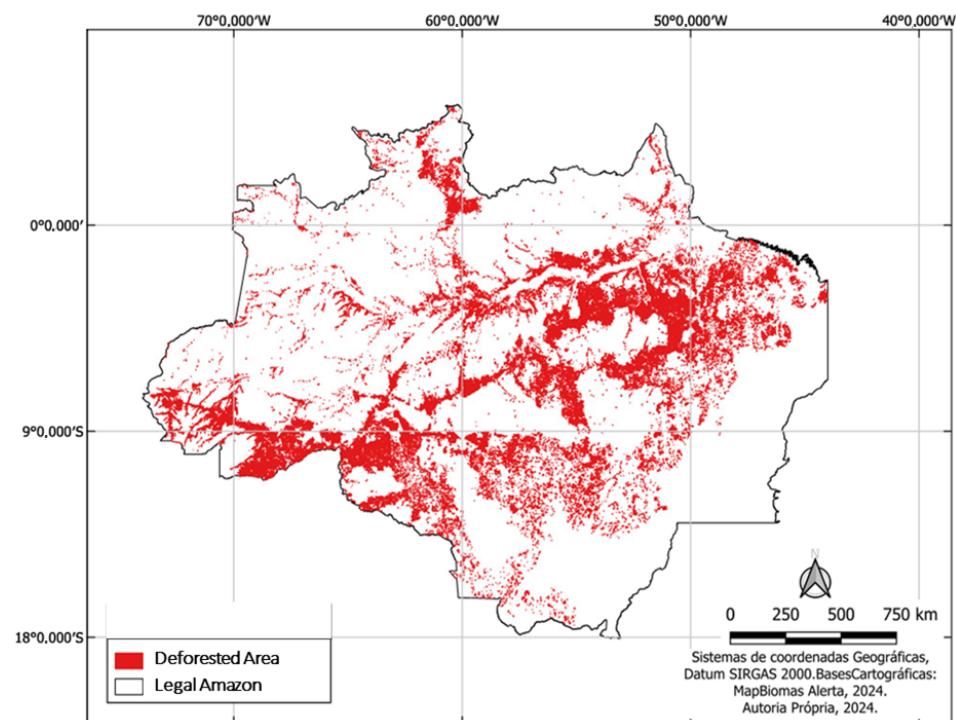 70°0,000'W 60°0,000'W 50°0,000'W 40°0,000'W
0°0,000'
9°0,000'S
18°0,000'S
N
0 250 500 750 km
Deforested Area
Legal Amazon
Sistemas de coordenadas Geográficas,
Datum SIRGAS 2000.BasesCartográficas:
MapBiomas Alerta, 2024.
Autoria Própria, 2024.